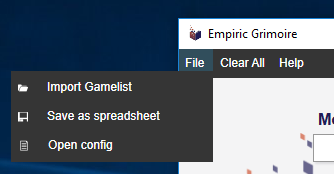 Empiric Grimoire
File Clear All Help
Import Gamelist
Save as spreadsheet
Open config